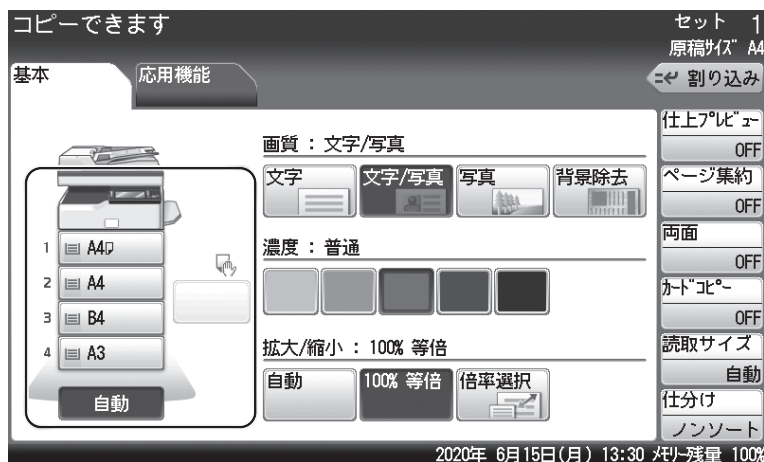 コピーできます
セット 1
原稿ｻｲｽﾞ A4
基本
応用機能
割り込み
画質 : 文字/写真
文字
文字/写真
写真
背景除去
濃度 : 普通
拡大/縮小 : 100% 等倍
自動
100% 等倍
倍率選択
1 A4
2 A4
3 B4
4 A3
自動
仕上ﾌﾟﾚﾋﾞｭｰ
OFF
ページ集約
OFF
両面
OFF
ｶｰﾄﾞｺﾋﾟｰ
OFF
読取サイズ
自動
仕分け
ノンソート
2020年 6月15日(月) 13:30 ﾒﾓﾘｰ残量 100%